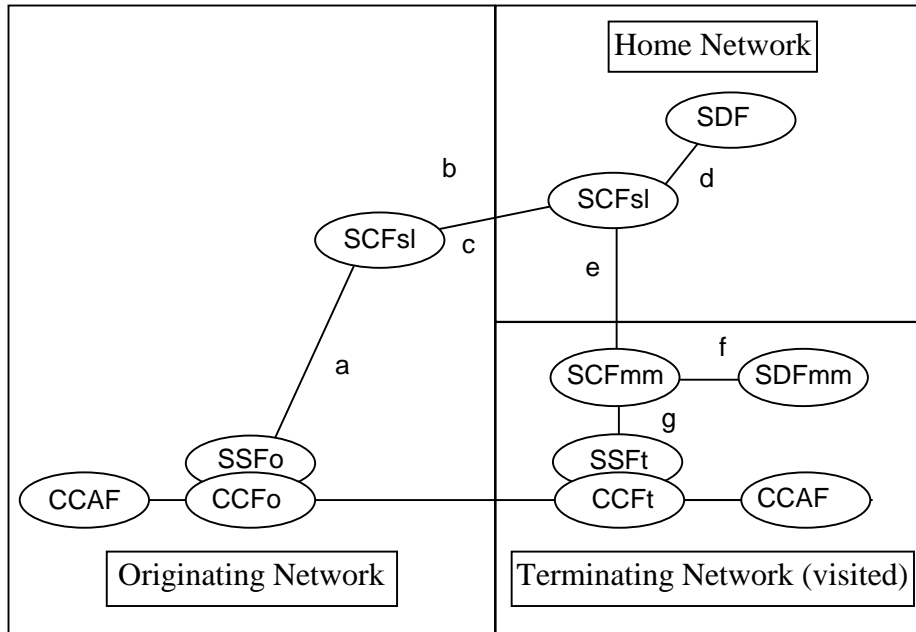 Home Network
SDF
b
d
SCFsl
SCFsl
c
e
f
a
SCFmm
SDFmm
g
SSFo
SSFt
CCAF
CCFo
CCFt
CCAF
Originating Network
Terminating Network (visited)